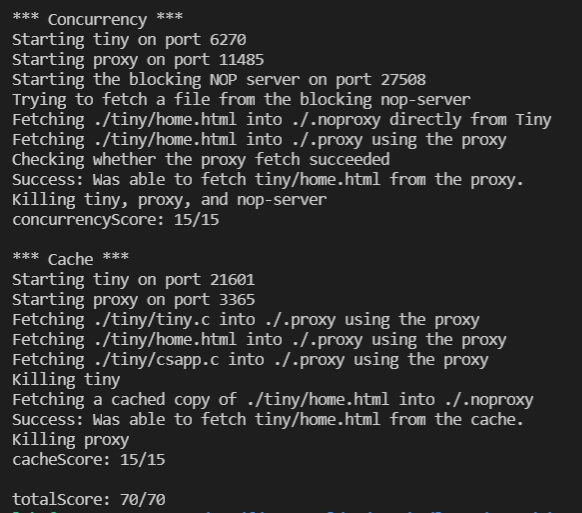 *** Concurrency ***
Starting tiny on port 6270
Starting proxy on port 11485
Starting the blocking NOP server on port 27508
Trying to fetch a file from the blocking nop-server
Fetching ./tiny/home.html into ./.noproxy directly from Tiny
Fetching ./tiny/home.html into ./.proxy using the proxy
Checking whether the proxy fetch succeeded
Success: Was able to fetch tiny/home.html from the proxy.
Killing tiny, proxy, and nop-server
concurrencyScore: 15/15

*** Cache ***
Starting tiny on port 21601
Starting proxy on port 3365
Fetching ./tiny/tiny.c into ./.proxy using the proxy
Fetching ./tiny/home.html into ./.proxy using the proxy
Fetching ./tiny/csapp.c into ./.proxy using the proxy
Killing tiny
Fetching a cached copy of ./tiny/home.html into ./.noproxy
Success: Was able to fetch tiny/home.html from the cache.
Killing proxy
cacheScore: 15/15

totalScore: 70/70